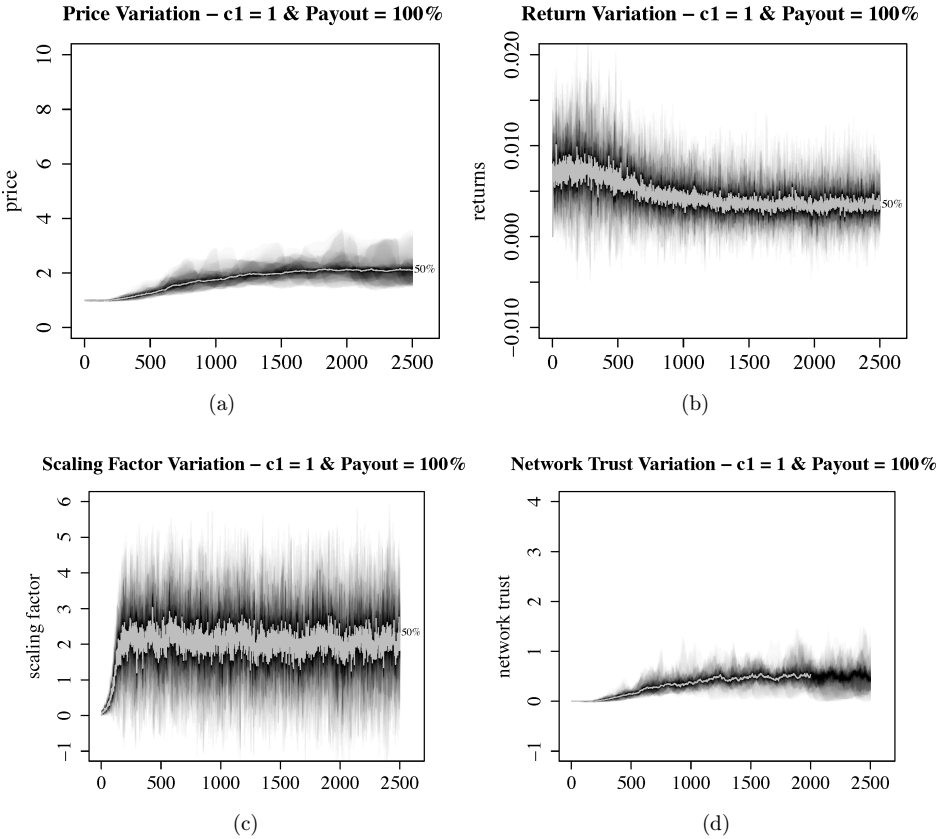 Price Variation – c1 = 1 & Payout = 100%
price
10
8
6
4
2
0
50%
0 500 1000 1500 2000 2500
(a)
Return Variation – c1 = 1 & Payout = 100%
returns
0.020
0.010
0.000
−0.010
50%
0 500 1000 1500 2000 2500
(b)
Scaling Factor Variation – c1 = 1 & Payout = 100%
scaling factor
6
5
4
3
2
1
0
−1
50%
0 500 1000 1500 2000 2500
(c)
Network Trust Variation – c1 = 1 & Payout = 100%
network trust
4
3
2
1
0
−1
0 500 1000 1500 2000 2500
(d)